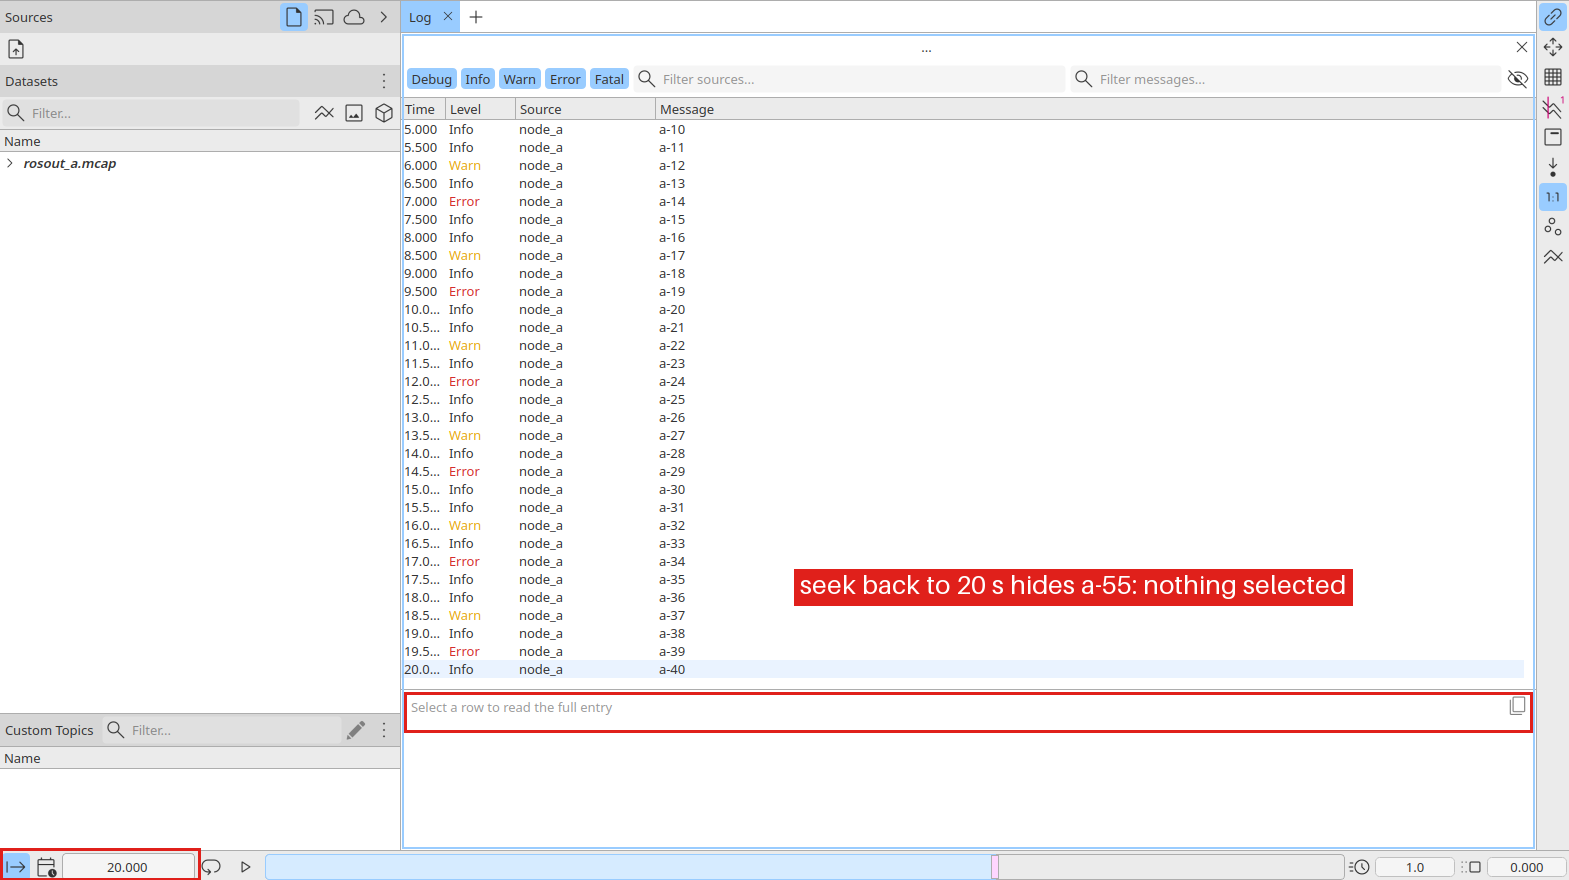 Sources
Log
...
Datasets
Debug Info Warn Error Fatal Filter sources... Filter messages...
Filter...
Time Level Source Message
Name
rosout_a.mcap
5.000 Info node_a a-10
5.500 Info node_a a-11
6.000 Warn node_a a-12
6.500 Info node_a a-13
7.000 Error node_a a-14
7.500 Info node_a a-15
8.000 Info node_a a-16
8.500 Warn node_a a-17
9.000 Info node_a a-18
9.500 Error node_a a-19
10.0... Info node_a a-20
10.5... Info node_a a-21
11.0... Warn node_a a-22
11.5... Info node_a a-23
12.0... Error node_a a-24
12.5... Info node_a a-25
13.0... Info node_a a-26
13.5... Warn node_a a-27
14.0... Info node_a a-28
14.5... Error node_a a-29
15.0... Info node_a a-30
15.5... Info node_a a-31
16.0... Warn node_a a-32
16.5... Info node_a a-33
17.0... Error node_a a-34
17.5... Info node_a a-35
18.0... Info node_a a-36
18.5... Warn node_a a-37
19.0... Info node_a a-38
19.5... Error node_a a-39
20.0... Info node_a a-40
seek back to 20 s hides a-55: nothing selected
Select a row to read the full entry
Custom Topics Filter...
Name
20.000
1.0
0.000
1
1:1